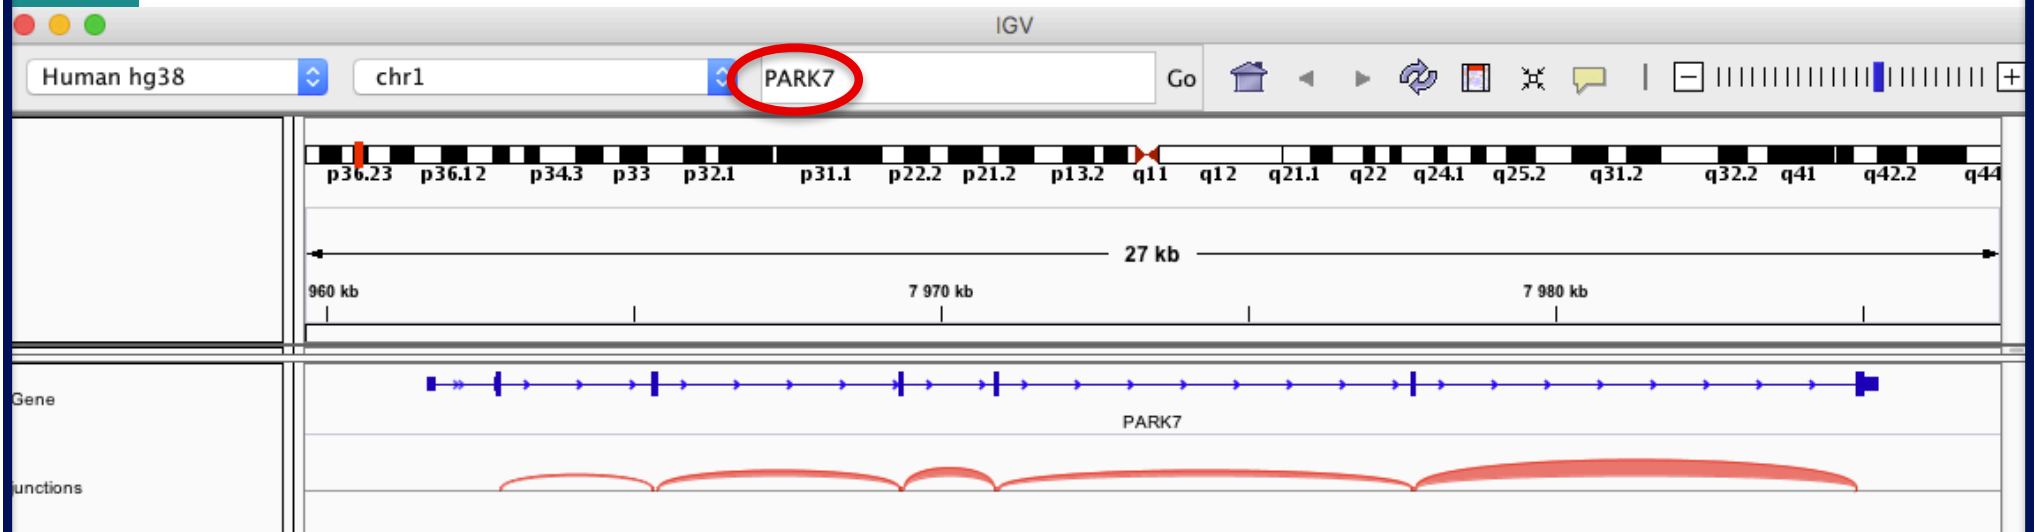 IGV
Human hg38 chr1 PARK7 Go
p36.23 p36.12 p34.3 p33 p32.1 p31.1 p22.2 p21.2 p13.2 q11 q12 q21.1 q22 q24.1 q25.2 q31.2 q32.2 q41 q42.2 q44
27 kb
960 kb 7 970 kb 7 980 kb
Gene
PARK7
junctions